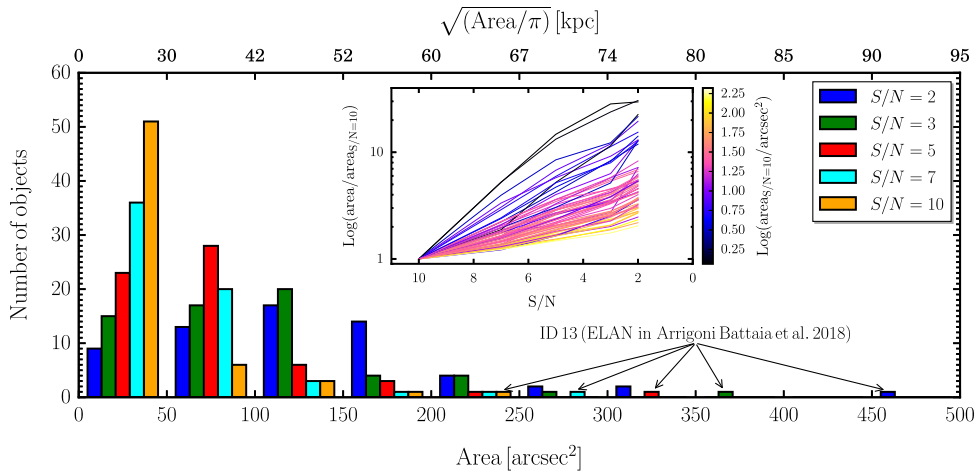 √(Area/π) [kpc]
0 30 42 52 60 67 74 80 85 90 95
60
50
40
30
20
10
0
Number of objects
0 50 100 150 200 250 300 350 400 450 500
Area [arcsec²]
Log(area/area_S/N=10)
10
1
10 8 6 4 2 0
S/N
2.25
2.00
1.75
1.50
1.25
1.00
0.75
0.50
0.25
Log(area_S/N=10/arcsec²)
S/N = 2
S/N = 3
S/N = 5
S/N = 7
S/N = 10
ID 13 (ELAN in Arrigoni Battaia et al. 2018)